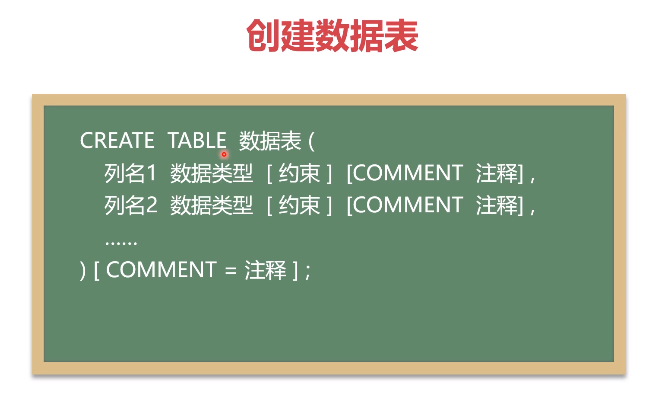 创建数据表
CREATE TABLE 数据表 (
列名1 数据类型 [ 约束 ] [COMMENT 注释] ,
列名2 数据类型 [ 约束 ] [COMMENT 注释] ,
……
) [ COMMENT = 注释 ] ;